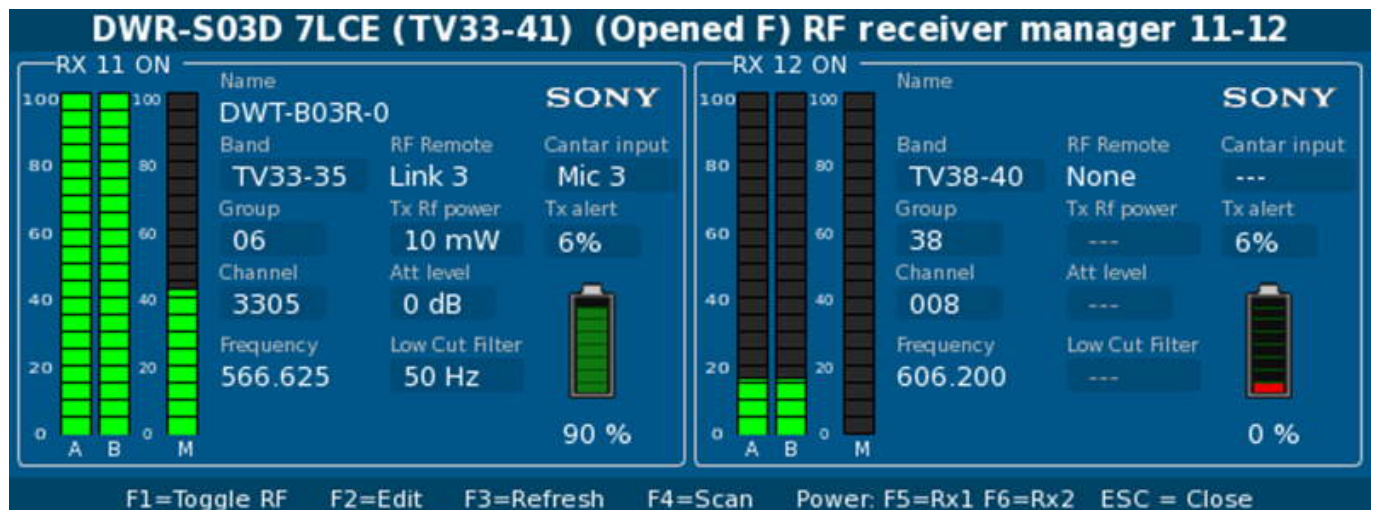 DWR-S03D 7LCE (TV33-41) (Opened F) RF receiver manager 11-12
RX 11 ON
100
80
60
40
20
0
A B
100
80
60
40
20
0
M
Name
DWT-B03R-0
SONY
Band RF Remote Cantar input
TV33-35 Link 3 Mic 3
Group Tx Rf power Tx alert
06 10 mW 6%
Channel Att level
3305 0 dB
Frequency Low Cut Filter
566.625 50 Hz
90 %
RX 12 ON
100
80
60
40
20
0
A B
100
80
60
40
20
0
M
Name
SONY
Band RF Remote Cantar input
TV38-40 None ---
Group Tx Rf power Tx alert
38 --- 6%
Channel Att level
008 ---
Frequency Low Cut Filter
606.200 ---
0 %
F1=Toggle RF F2=Edit F3=Refresh F4=Scan Power: F5=Rx1 F6=Rx2 ESC = Close